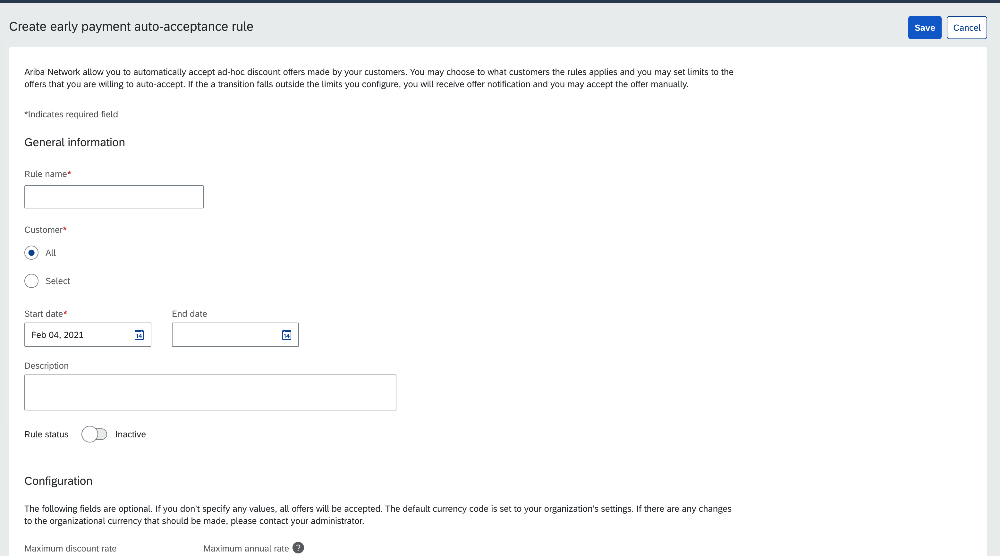 Create early payment auto-acceptance rule
Save
Cancel
Ariba Network allow you to automatically accept ad-hoc discount offers made by your customers. You may choose to what customers the rules applies and you may set limits to the
offers that you are willing to auto-accept. If the a transition falls outside the limits you configure, you will receive offer notification and you may accept the offer manually.
*Indicates required field
General information
Rule name*
Customer*
All
Select
Start date*
End date
Feb 04, 2021
14
14
Description
Rule status
Inactive
Configuration
The following fields are optional. If you don’t specify any values, all offers will be accepted. The default currency code is set to your organization’s settings. If there are any changes
to the organizational currency that should be made, please contact your administrator.
Maximum discount rate
Maximum annual rate ?